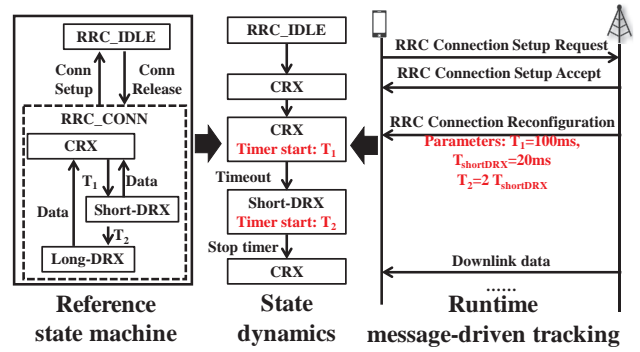 RRC_IDLE
Conn
Setup
Conn
Release
RRC_CONN
CRX
T1
Data
Data
Short-DRX
T2
Long-DRX
Reference
state machine
RRC_IDLE
CRX
CRX
Timer start: T1
Timeout
Short-DRX
Timer start: T2
Stop timer
CRX
State
dynamics
RRC Connection Setup Request
RRC Connection Setup Accept
RRC Connection Reconfiguration
Parameters: T1=100ms,
TshortDRX=20ms
T2=2 TshortDRX
Downlink data
......
Runtime
message-driven tracking